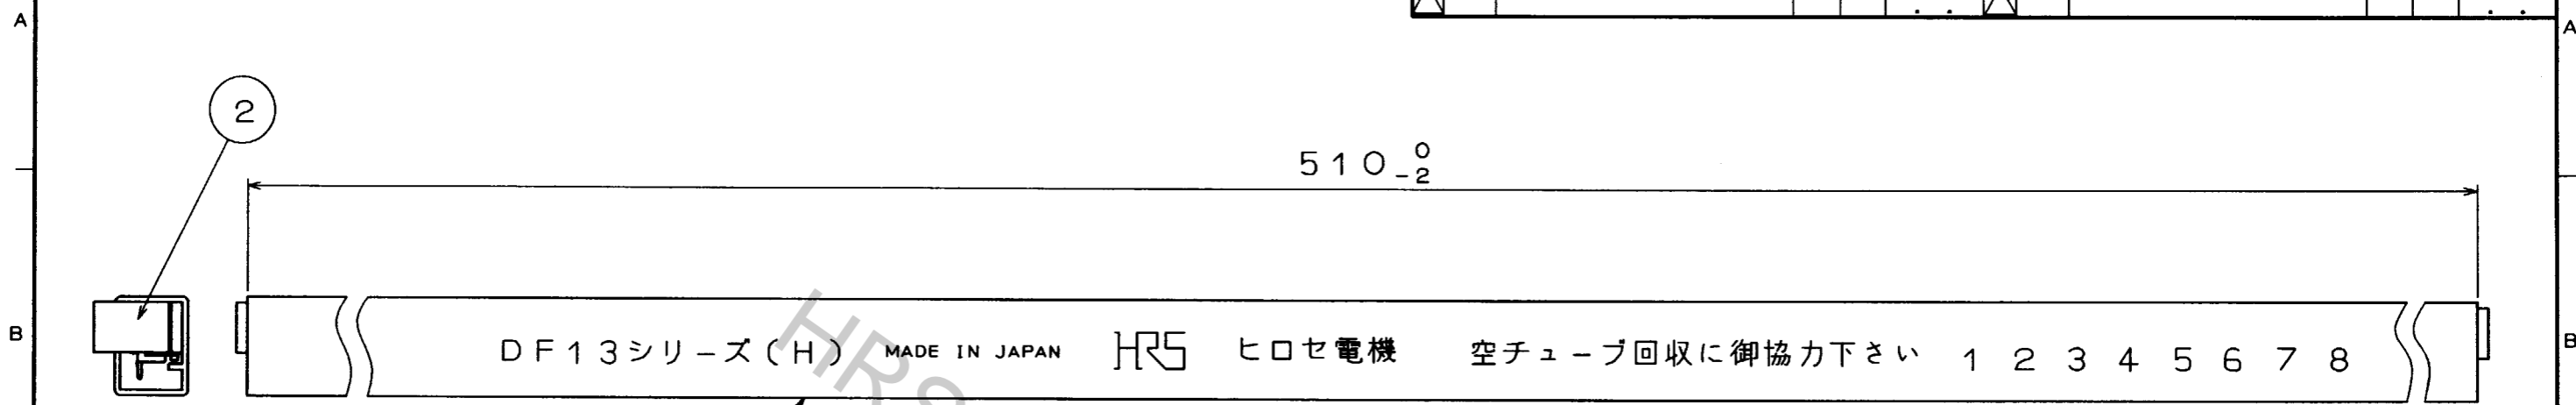 A
A
2
510 0 -2
B
DF13シリーズ(H) MADE IN JAPAN HRS ヒロセ電機 空チューブ回収に御協力下さい 1 2 3 4 5 6 7 8
B
HRS